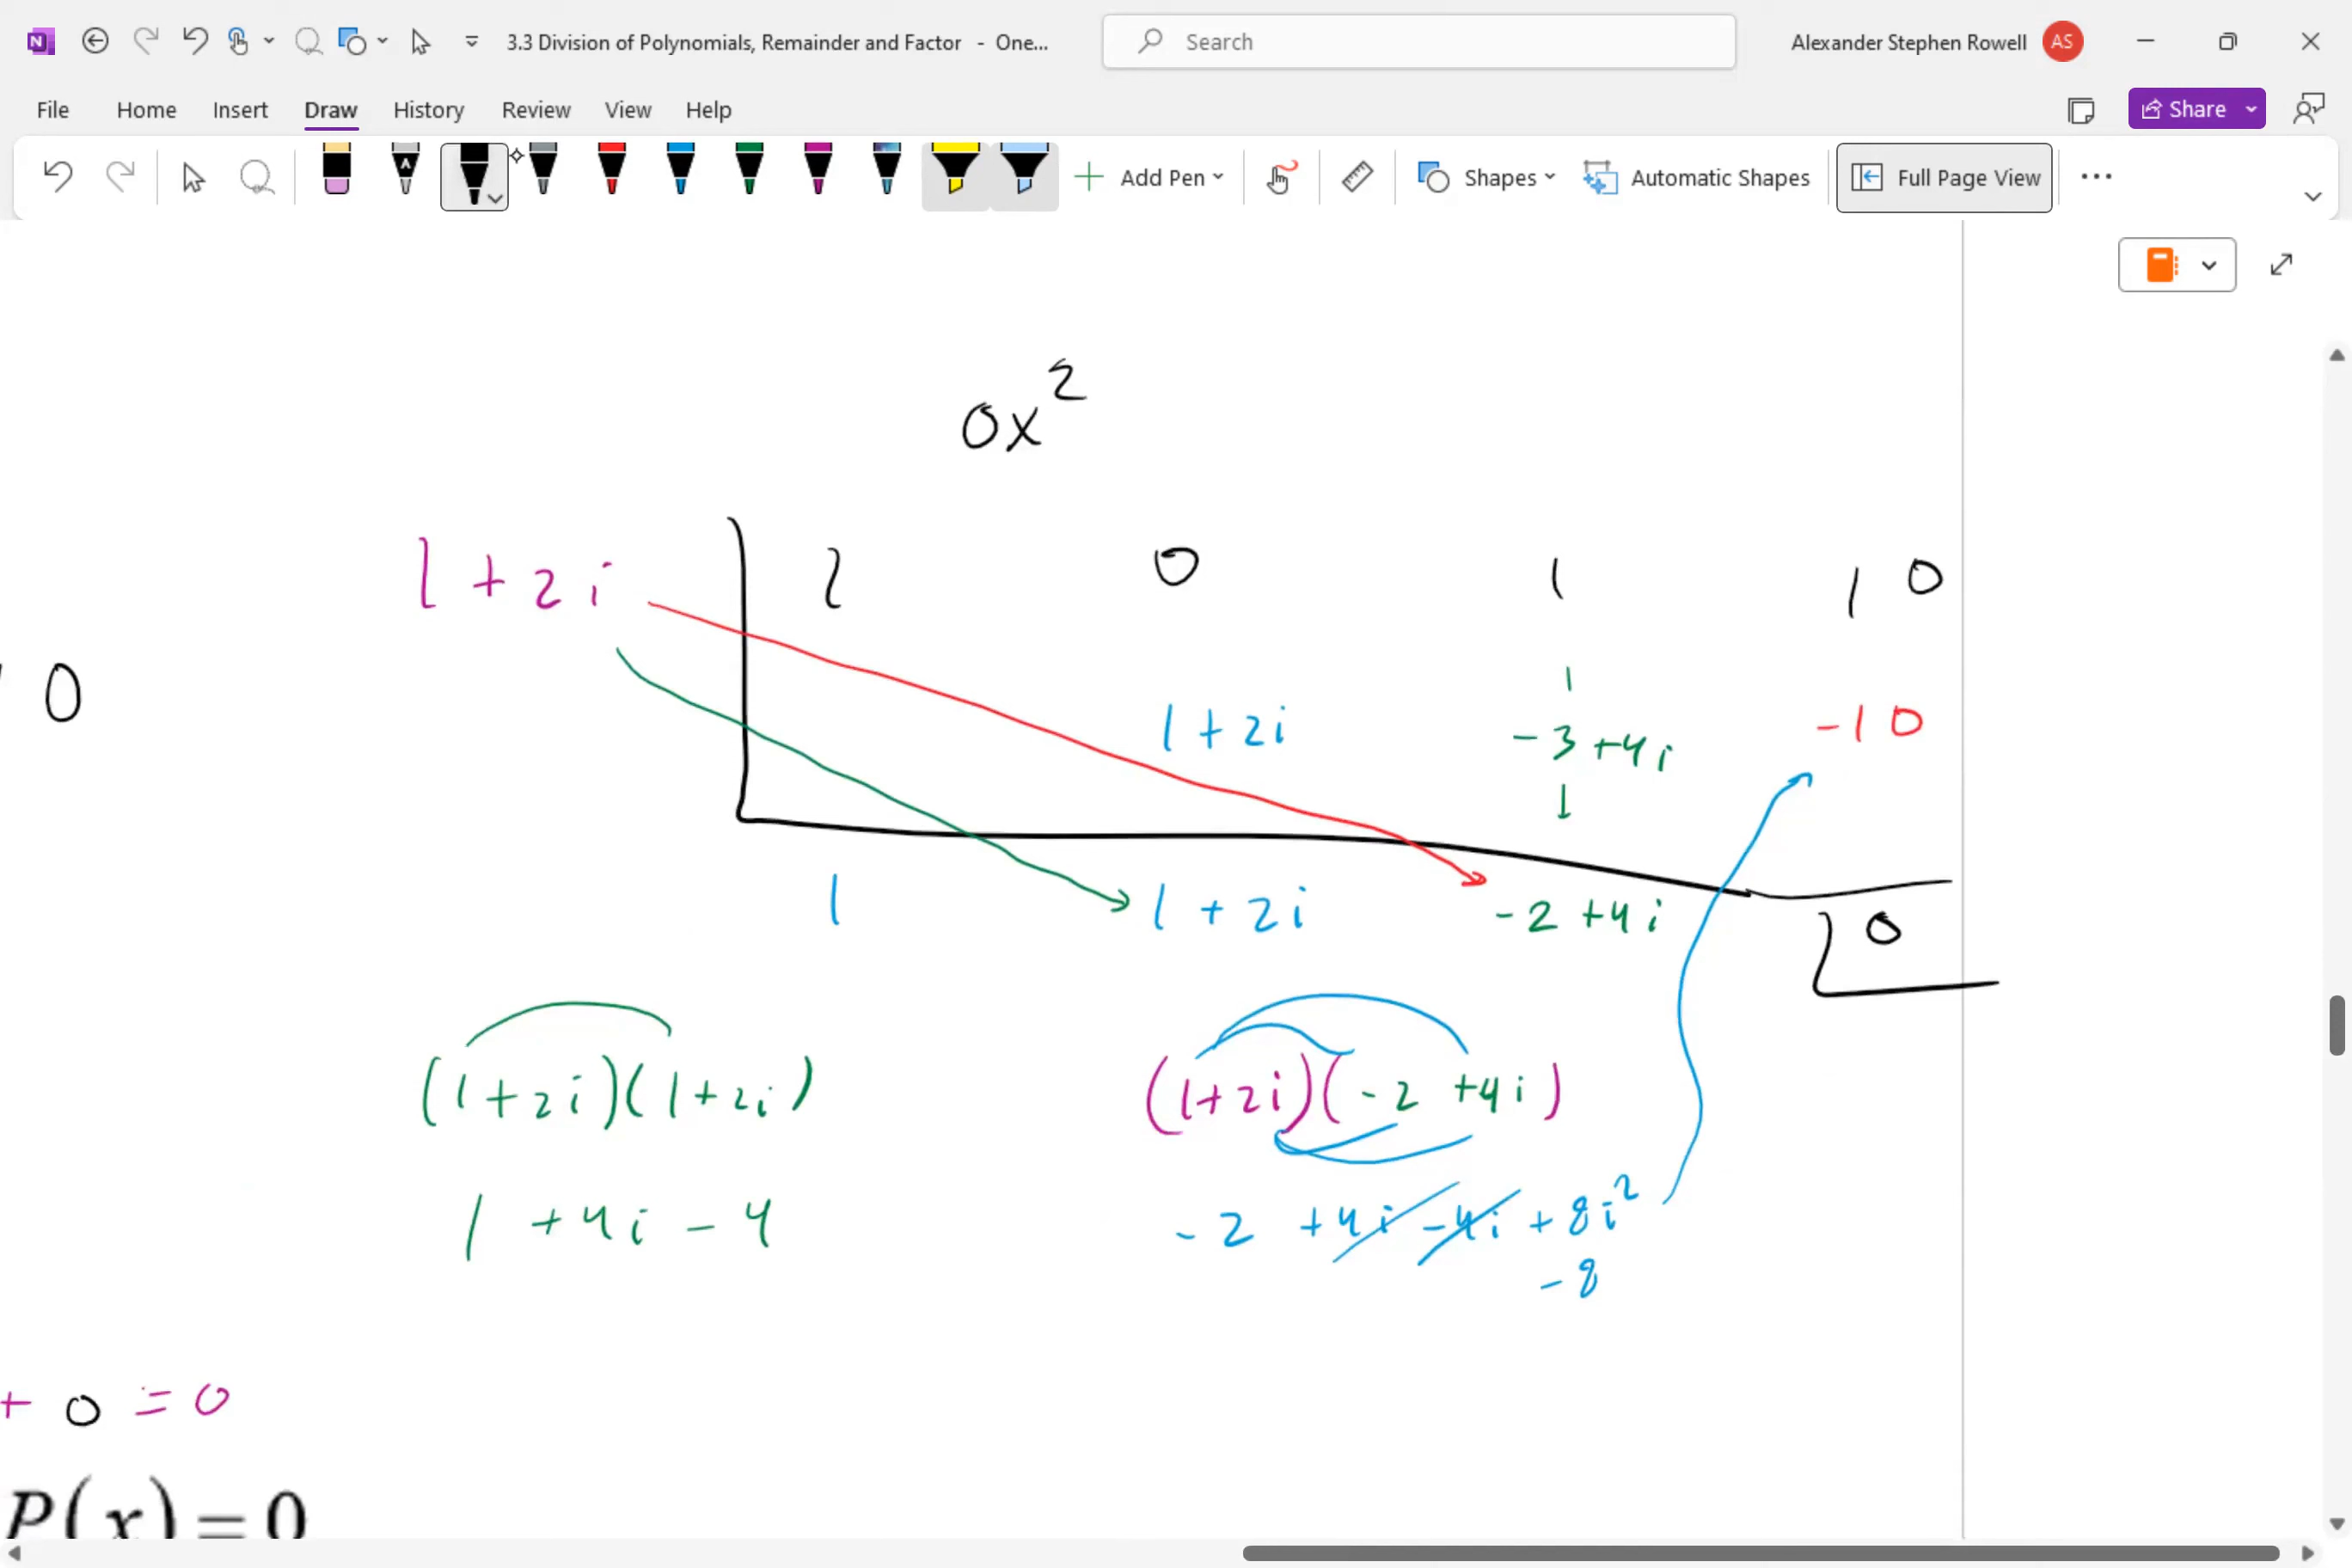 3.3 Division of Polynomials, Remainder and Factor - One...
Search
Alexander Stephen Rowell
AS
File Home Insert Draw History Review View Help
Share
Add Pen
Shapes
Automatic Shapes
Full Page View
0x²
1 + 2i 1 0 1 10
0
1 + 2i -3 +4i -10
1 1 + 2i -2 +4i 0
(1+2i)(1+2i) (1+2i)(-2 +4i)
1 +4i -4 -2 +4i -4i +8i²
-8
+ 0 = 0
P(x) = 0